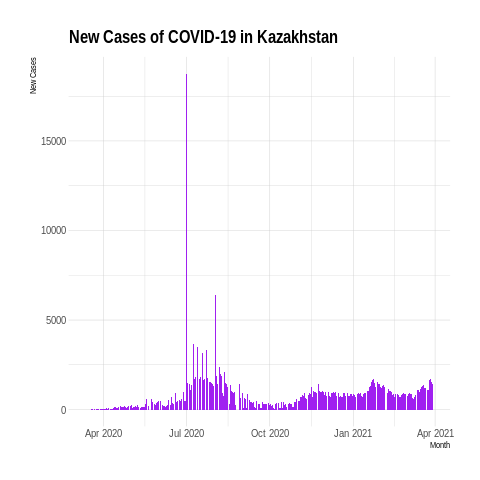 New Cases of COVID-19 in Kazakhstan
New Cases
15000
10000
5000
0
Apr 2020 Jul 2020 Oct 2020 Jan 2021 Apr 2021
Month